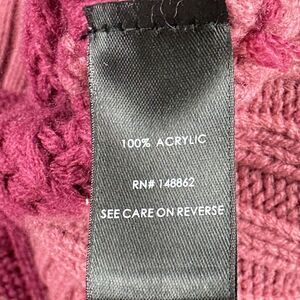 100% ACRYLIC
RN# 148862
SEE CARE ON REVERSE